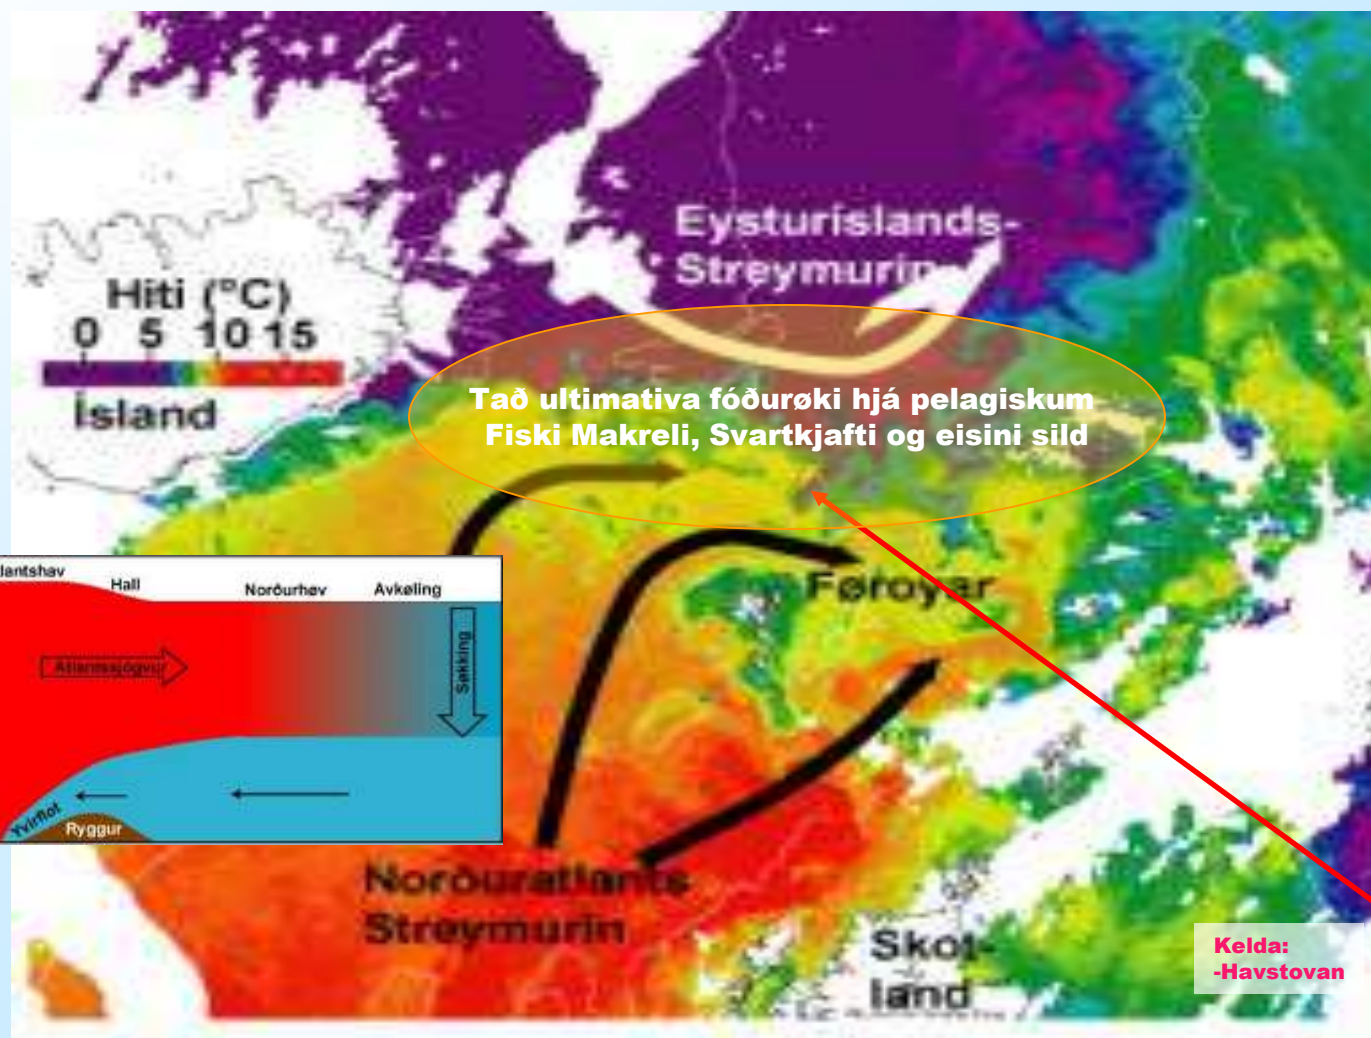 Eysturíslands-
Streymurin
Hiti (°C)
0 5 10 15
Ísland
Tað ultimativa fóðurøki hjá pelagiskum
Fiski Makreli, Svartkjafti og eisini sild
Føroyar
lantshav
Hall
Norðurhøv
Avkøling
Atlantssjógvur
Søkking
Yvirflot
Ryggur
Norðuratlants
Streymurin
Skot-
land
Kelda:
-Havstovan